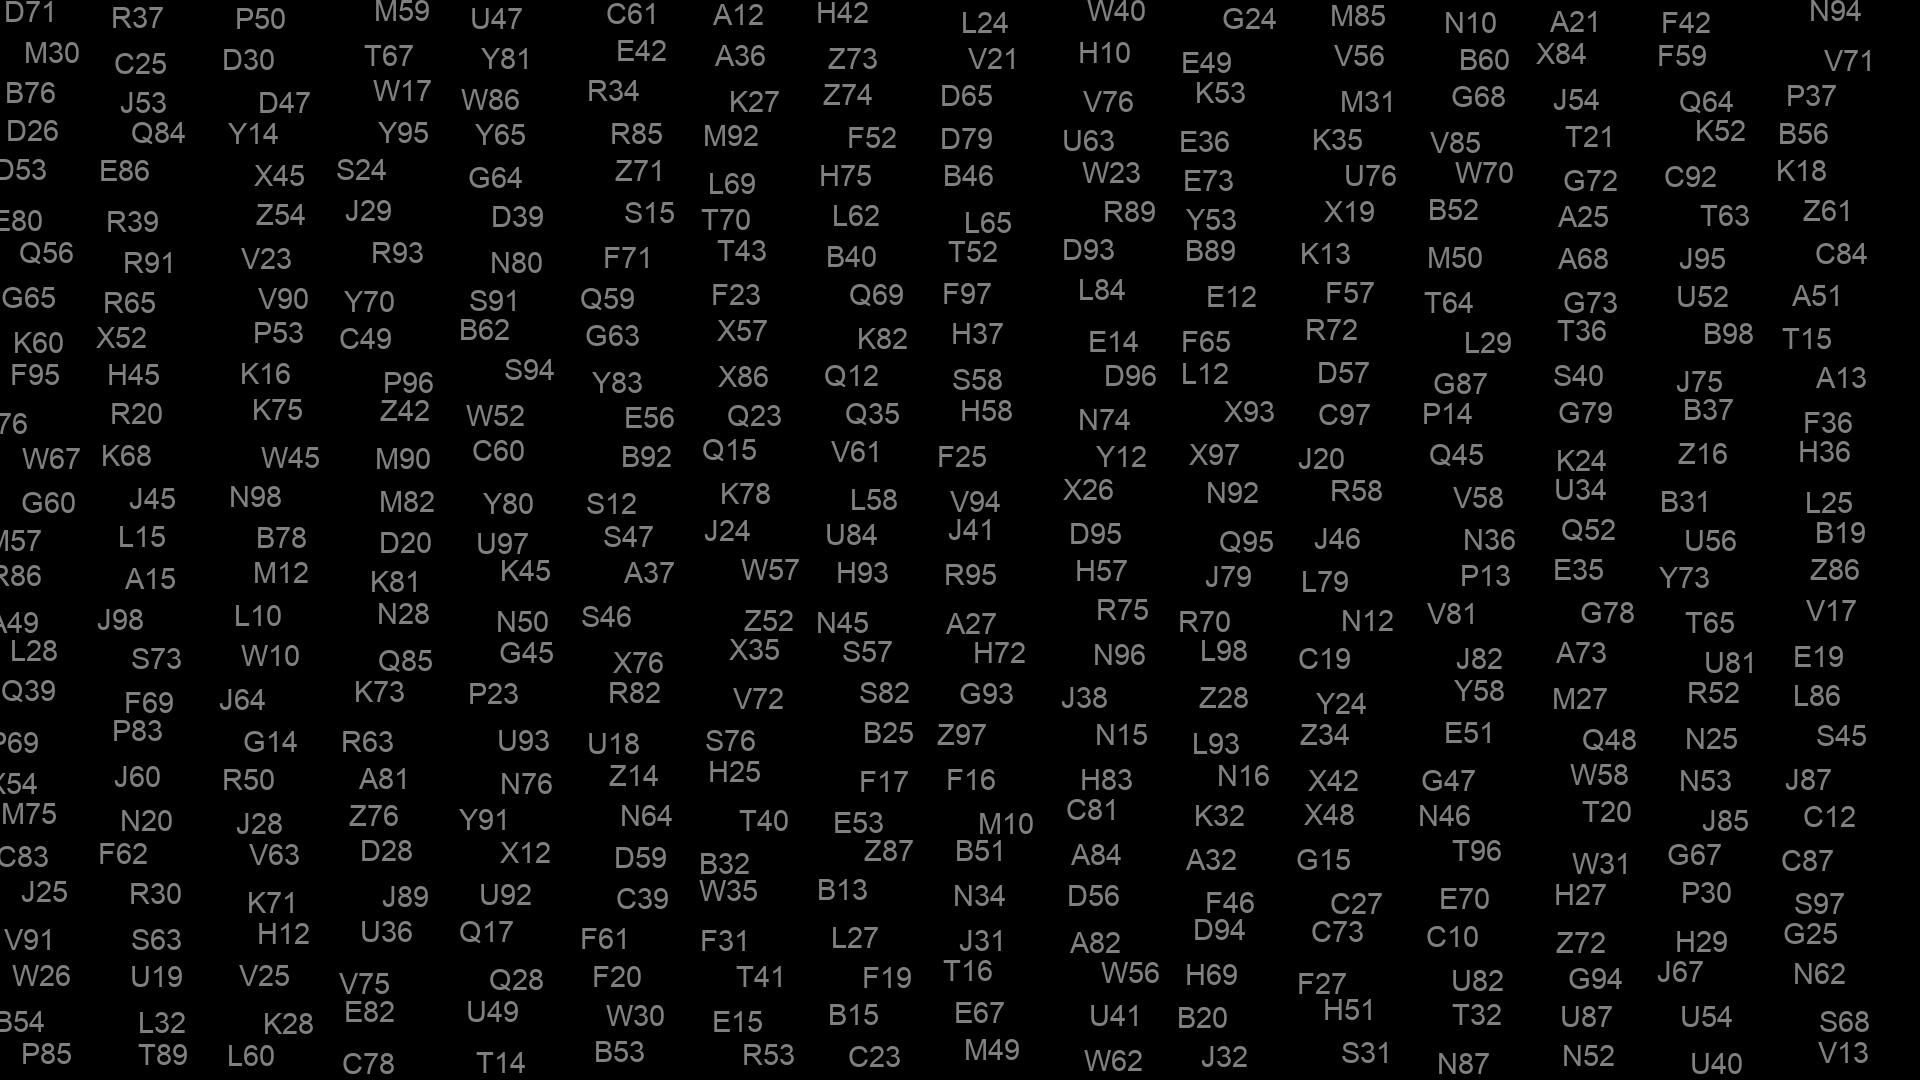 D71 R37 P50 M59 U47 C61 A12 H42 L24 W40 G24 M85 N10 A21 F42 N94
M30 C25 D30 T67 Y81 E42 A36 Z73 V21 H10 E49 V56 B60 X84 F59 V71
B76 J53 D47 W17 W86 R34 K27 Z74 D65 V76 K53 M31 G68 J54 Q64 P37
D26 Q84 Y14 Y95 Y65 R85 M92 F52 D79 U63 E36 K35 V85 T21 K52 B56
D53 E86 X45 S24 G64 Z71 L69 H75 B46 W23 E73 U76 W70 G72 C92 K18
E80 R39 Z54 J29 D39 S15 T70 L62 L65 R89 Y53 X19 B52 A25 T63 Z61
Q56 R91 V23 R93 N80 F71 T43 B40 T52 D93 B89 K13 M50 A68 J95 C84
G65 R65 V90 Y70 S91 Q59 F23 Q69 F97 L84 E12 F57 T64 G73 U52 A51
K60 X52 P53 C49 B62 G63 X57 K82 H37 E14 F65 R72 L29 T36 B98 T15
F95 H45 K16 P96 S94 Y83 X86 Q12 S58 D96 L12 D57 G87 S40 J75 A13
76 R20 K75 Z42 W52 E56 Q23 Q35 H58 N74 X93 C97 P14 G79 B37 F36
W67 K68 W45 M90 C60 B92 Q15 V61 F25 Y12 X97 J20 Q45 K24 Z16 H36
G60 J45 N98 M82 Y80 S12 K78 L58 V94 X26 N92 R58 V58 U34 B31 L25
M57 L15 B78 D20 U97 S47 J24 U84 J41 D95 Q95 J46 N36 Q52 U56 B19
R86 A15 M12 K81 K45 A37 W57 H93 R95 H57 J79 L79 P13 E35 Y73 Z86
A49 J98 L10 N28 N50 S46 Z52 N45 A27 R75 R70 N12 V81 G78 T65 V17
L28 S73 W10 Q85 G45 X76 X35 S57 H72 N96 L98 C19 J82 A73 U81 E19
Q39 F69 J64 K73 P23 R82 V72 S82 G93 J38 Z28 Y24 Y58 M27 R52 L86
P69 P83 G14 R63 U93 U18 S76 B25 Z97 N15 L93 Z34 E51 Q48 N25 S45
X54 J60 R50 A81 N76 Z14 H25 F17 F16 H83 N16 X42 G47 W58 N53 J87
M75 N20 J28 Z76 Y91 N64 T40 E53 M10 C81 K32 X48 N46 T20 J85 C12
C83 F62 V63 D28 X12 D59 B32 Z87 B51 A84 A32 G15 T96 W31 G67 C87
J25 R30 K71 J89 U92 C39 W35 B13 N34 D56 F46 C27 E70 H27 P30 S97
V91 S63 H12 U36 Q17 F61 F31 L27 J31 A82 D94 C73 C10 Z72 H29 G25
W26 U19 V25 V75 Q28 F20 T41 F19 T16 W56 H69 F27 U82 G94 J67 N62
B54 L32 K28 E82 U49 W30 E15 B15 E67 U41 B20 H51 T32 U87 U54 S68
P85 T89 L60 C78 T14 B53 R53 C23 M49 W62 J32 S31 N87 N52 U40 V13